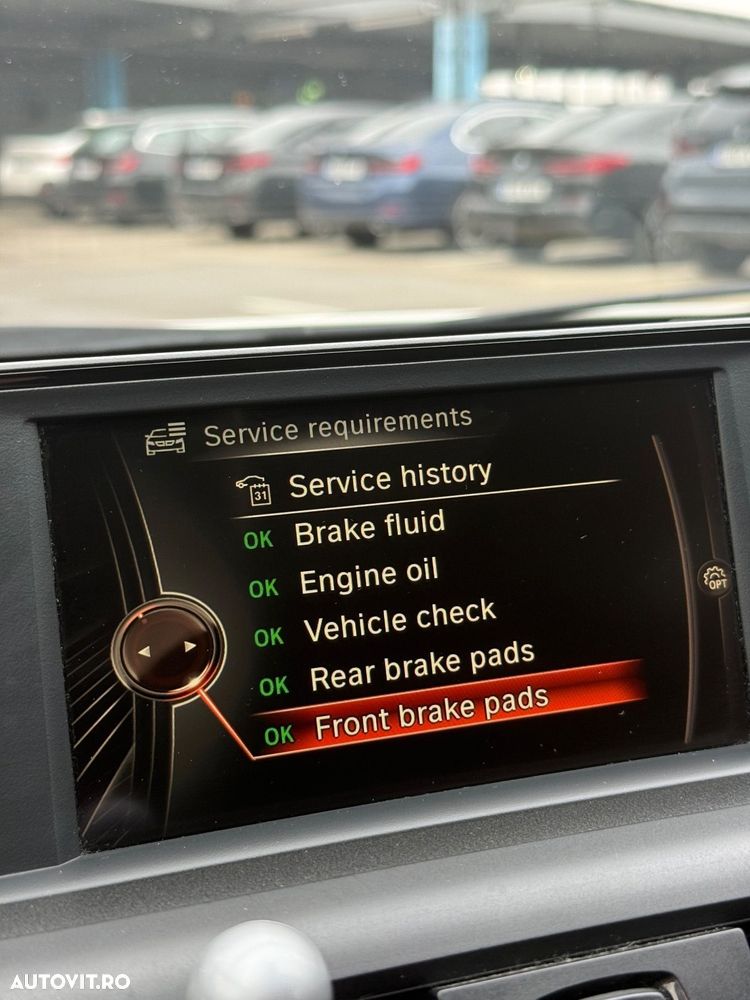 Service requirements
31 Service history
OK Brake fluid
OK Engine oil
OK Vehicle check
OK Rear brake pads
OK Front brake pads
OPT
AUTOVIT.RO